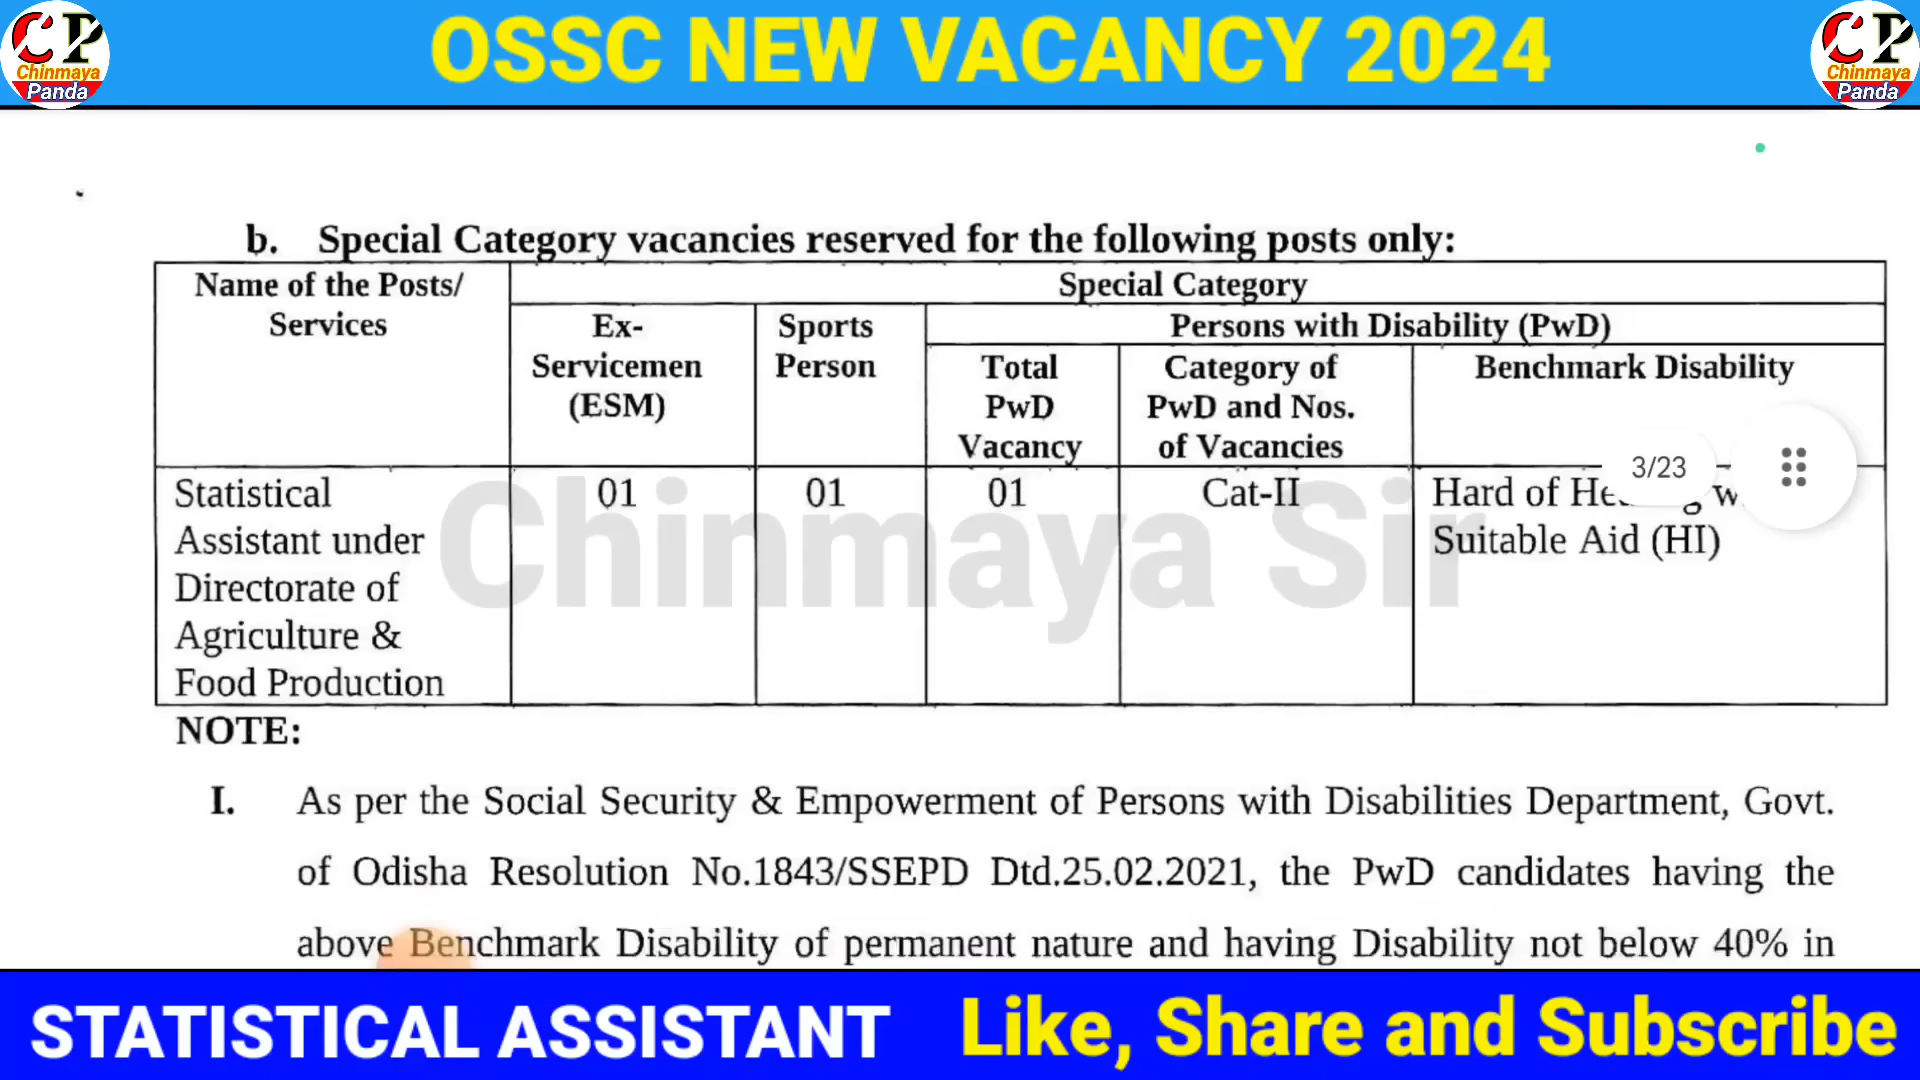 CP
Chinmaya
Panda
OSSC NEW VACANCY 2024
CP
Chinmaya
Panda
b. Special Category vacancies reserved for the following posts only:
Name of the Posts/
Services
Special Category
Ex-
Servicemen
(ESM)
Sports
Person
Persons with Disability (PwD)
Total
PwD
Vacancy
Category of
PwD and Nos.
of Vacancies
Benchmark Disability
3/23
Statistical
Assistant under
Directorate of
Agriculture &
Food Production
01
01
01
Cat-II
Hard of
Suitable Aid (HI)
Chinmaya Sir
NOTE:
I. As per the Social Security & Empowerment of Persons with Disabilities Department, Govt.
of Odisha Resolution No.1843/SSEPD Dtd.25.02.2021, the PwD candidates having the
above Benchmark Disability of permanent nature and having Disability not below 40% in
STATISTICAL ASSISTANT Like, Share and Subscribe